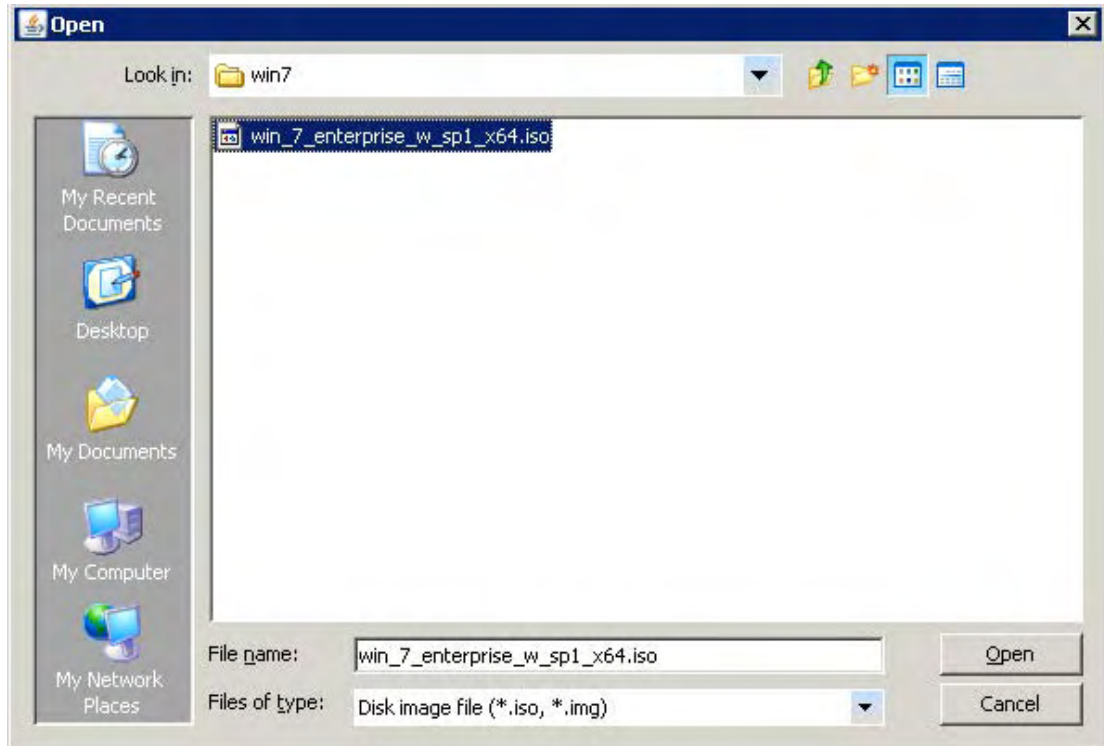 Open
Look in:
win7
win_7_enterprise_w_sp1_x64.iso
My Recent
Documents
Desktop
My Documents
My Computer
My Network
Places
File name:
win_7_enterprise_w_sp1_x64.iso
Open
Files of type:
Disk image file (*.iso, *.img)
Cancel